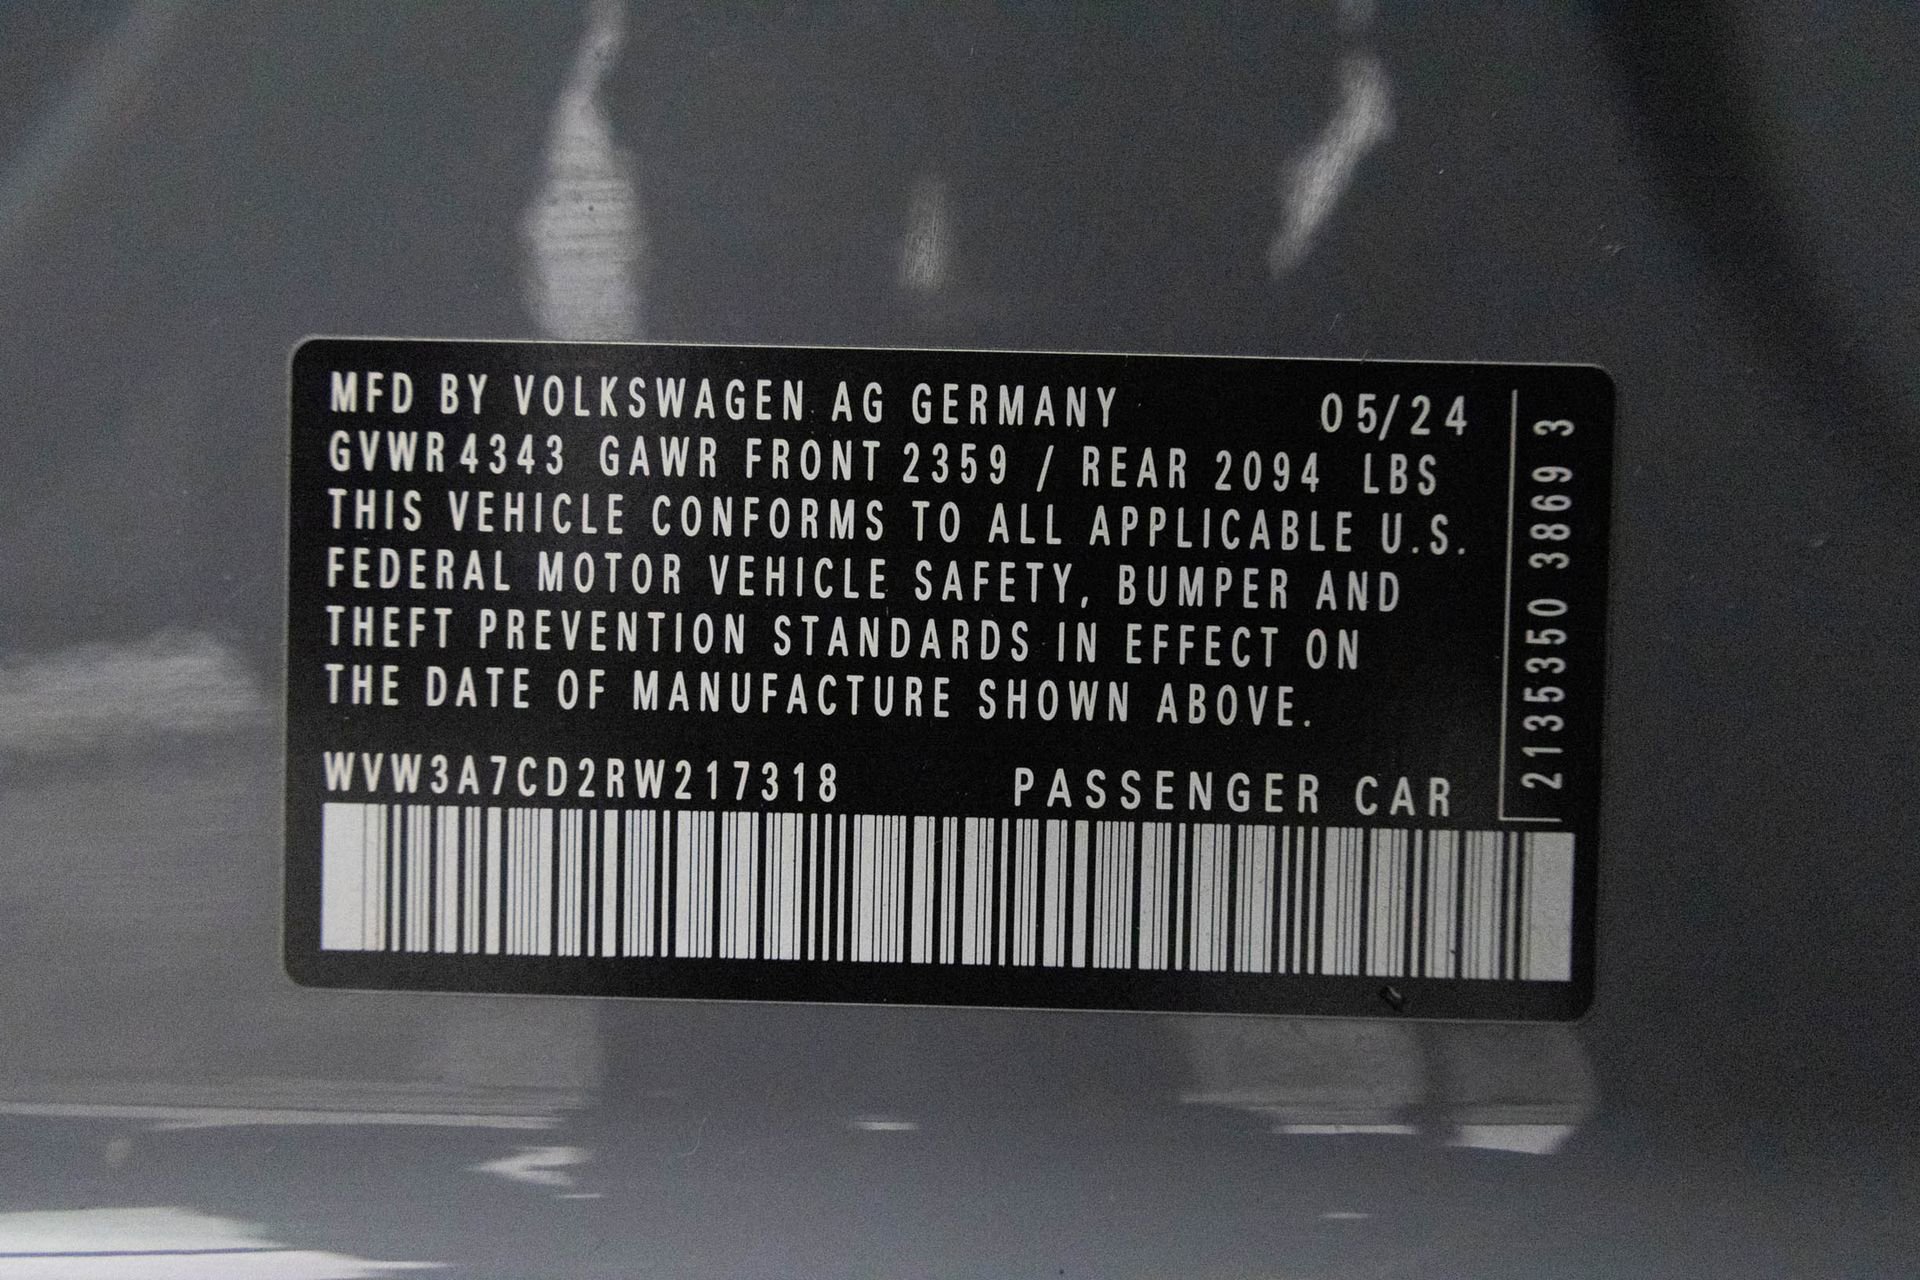 MFD BY VOLKSWAGEN AG GERMANY 05/24
GVWR 4343 GAWR FRONT 2359 / REAR 2094 LBS
THIS VEHICLE CONFORMS TO ALL APPLICABLE U.S.
FEDERAL MOTOR VEHICLE SAFETY, BUMPER AND
THEFT PREVENTION STANDARDS IN EFFECT ON
THE DATE OF MANUFACTURE SHOWN ABOVE.
WVW3A7CD2RW217318 PASSENGER CAR
2135350 3869 3